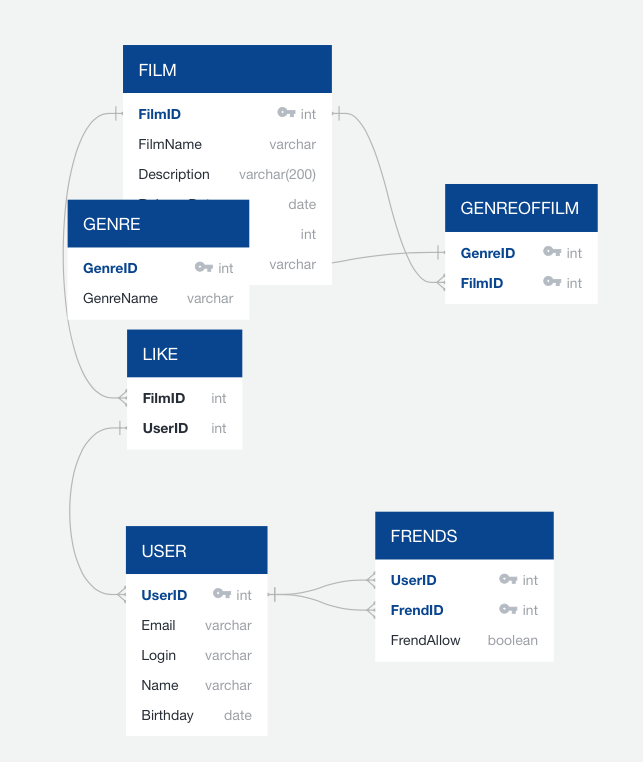 FILM
FilmID int
FilmName varchar
Description varchar(200)
date
int
varchar
GENRE
GenreID int
GenreName varchar
GENREOFFILM
GenreID int
FilmID int
LIKE
FilmID int
UserID int
USER
UserID int
Email varchar
Login varchar
Name varchar
Birthday date
FRENDS
UserID int
FrendID int
FrendAllow boolean